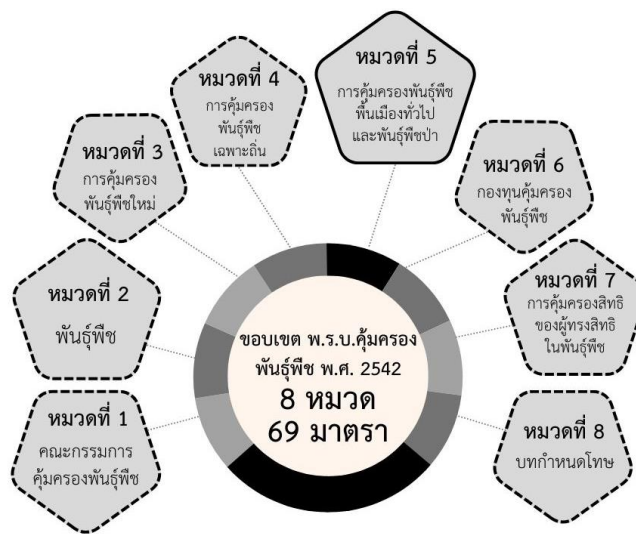 หมวดที่ 1
คณะกรรมการ
คุ้มครองพันธุ์พืช
หมวดที่ 2
พันธุ์พืช
หมวดที่ 3
การคุ้มครอง
พันธุ์พืชใหม่
หมวดที่ 4
การคุ้มครอง
พันธุ์พืช
เฉพาะถิ่น
หมวดที่ 5
การคุ้มครองพันธุ์พืช
พื้นเมืองทั่วไป
และพันธุ์พืชป่า
หมวดที่ 6
กองทุนคุ้มครอง
พันธุ์พืช
หมวดที่ 7
การคุ้มครองสิทธิ
ของผู้ทรงสิทธิ
ในพันธุ์พืช
หมวดที่ 8
บทกำหนดโทษ
ขอบเขต พ.ร.บ.คุ้มครอง
พันธุ์พืช พ.ศ. 2542
8 หมวด
69 มาตรา